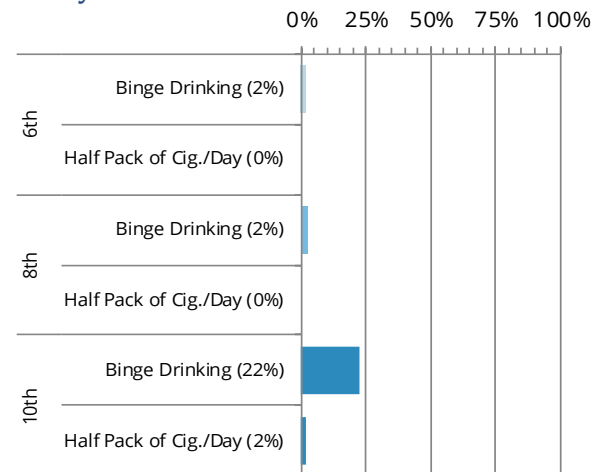 0% 25% 50% 75% 100%
6th
Binge Drinking (2%)
Half Pack of Cig./Day (0%)
8th
Binge Drinking (2%)
Half Pack of Cig./Day (0%)
10th
Binge Drinking (22%)
Half Pack of Cig./Day (2%)